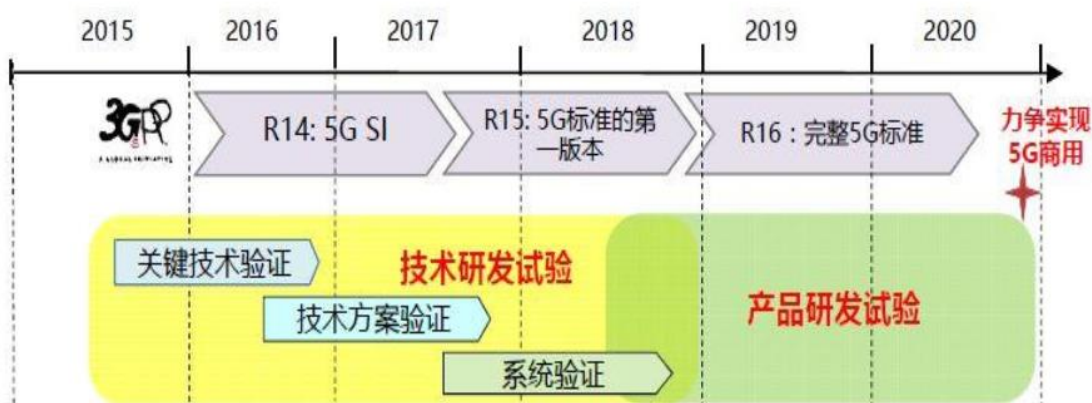 2015 2016 2017 2018 2019 2020
3GPP
A GLOBAL INITIATIVE
R14: 5G SI
R15: 5G标准的第
一版本
R16：完整5G标准
力争实现
5G商用
关键技术验证
技术研发试验
技术方案验证
产品研发试验
系统验证